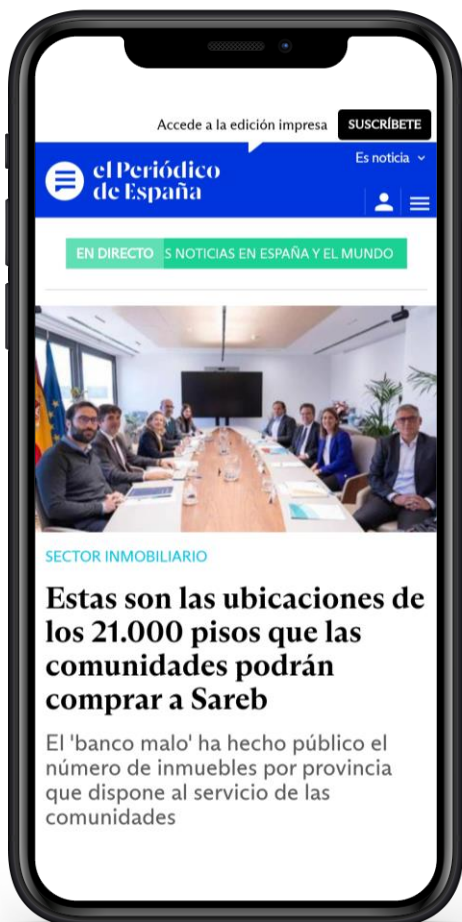 Accede a la edición impresa SUSCRÍBETE
Es noticia
el Periódico
de España
EN DIRECTO S NOTICIAS EN ESPAÑA Y EL MUNDO
SECTOR INMOBILIARIO
Estas son las ubicaciones de
los 21.000 pisos que las
comunidades podrán
comprar a Sareb
El 'banco malo' ha hecho público el
número de inmuebles por provincia
que dispone al servicio de las
comunidades